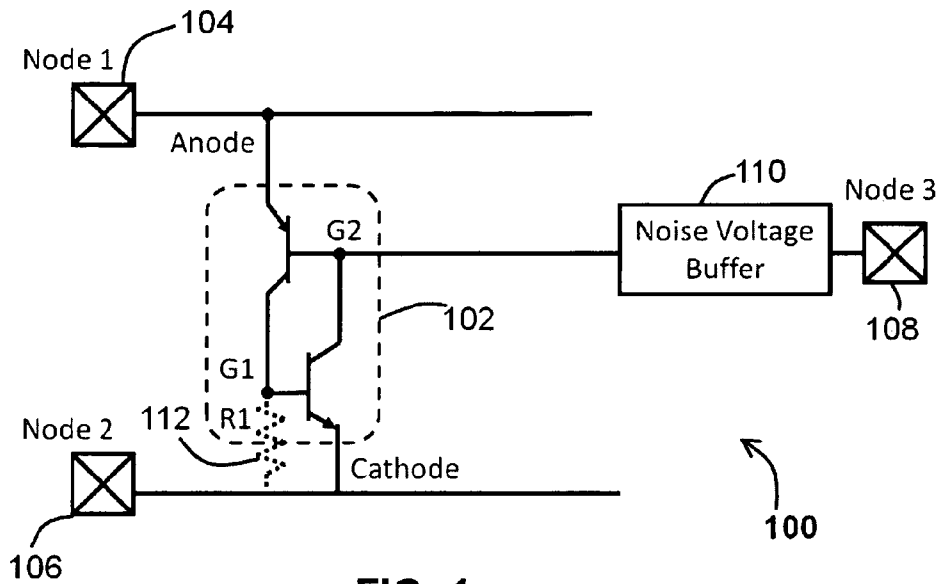 104
Node 1
Anode
110
Node 3
G2
Noise Voltage
Buffer
102
108
G1
112
R1
Node 2
Cathode
100
106